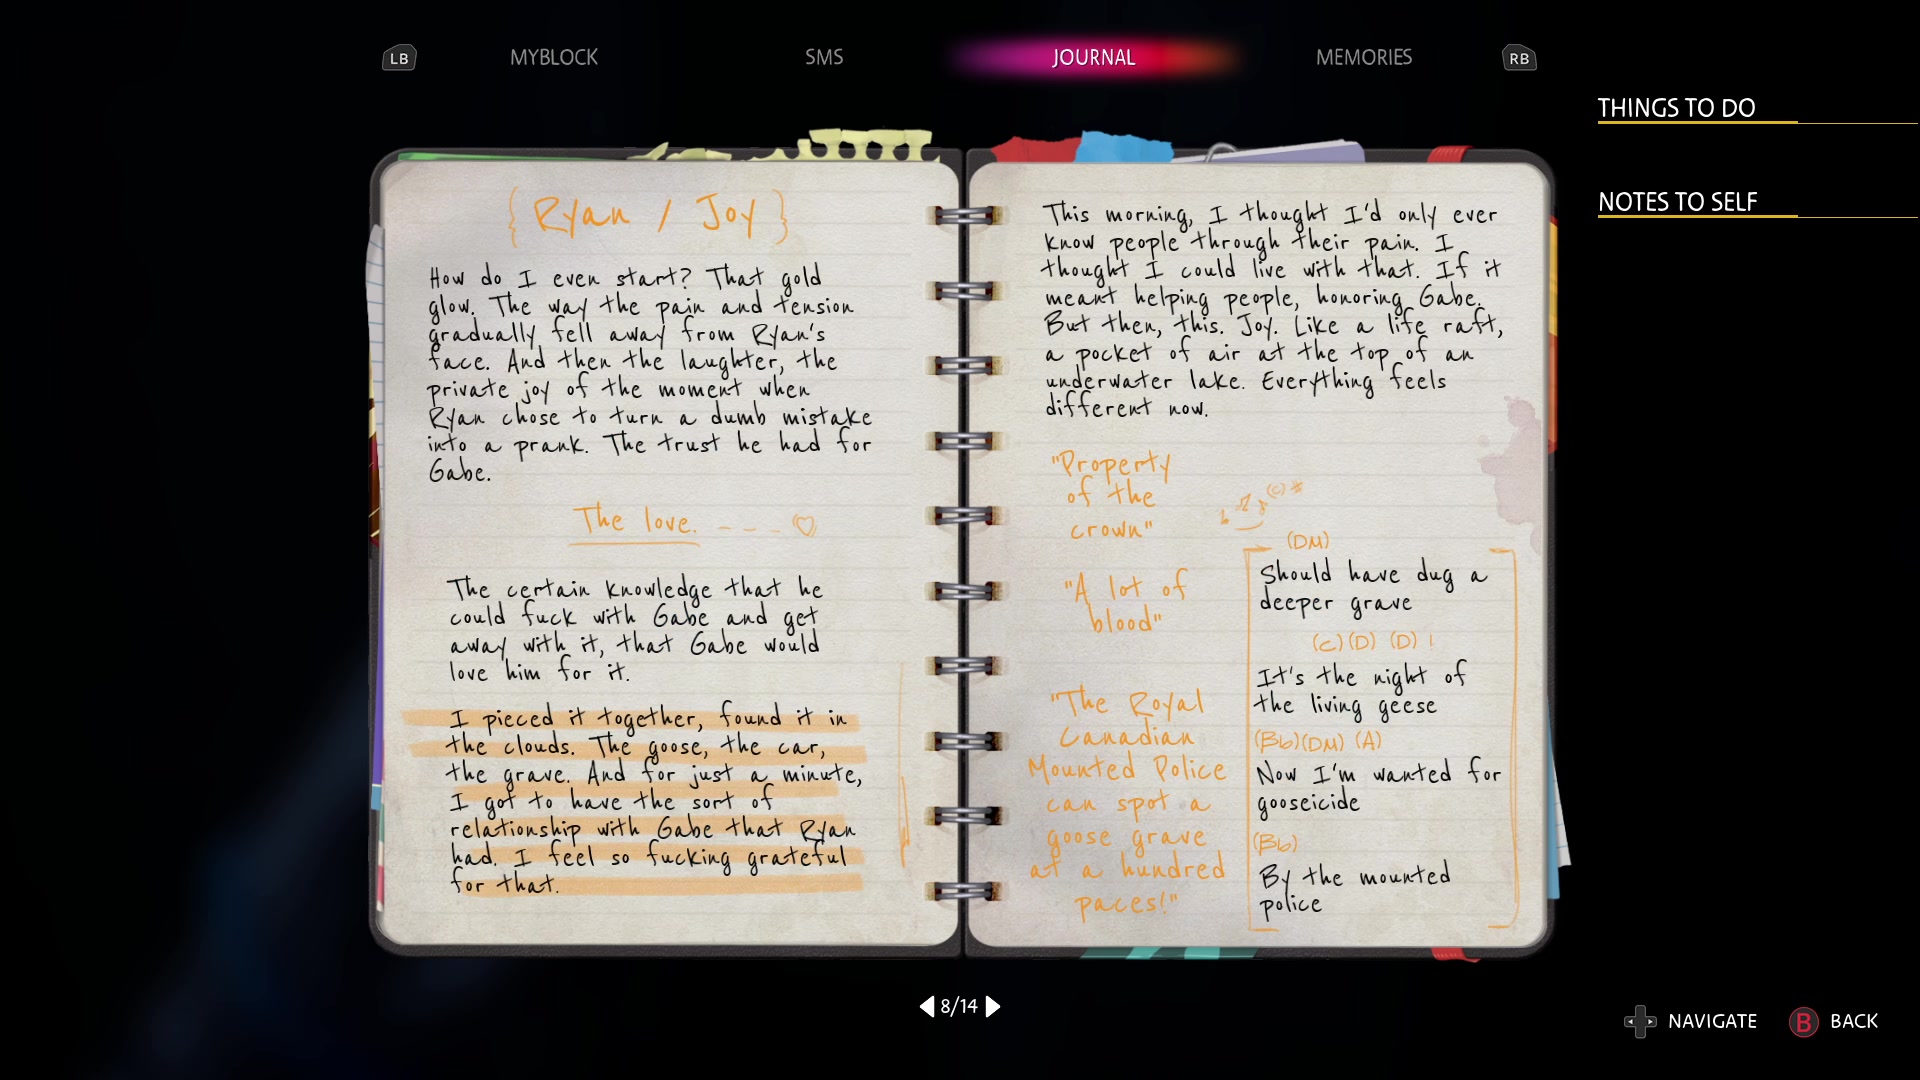 LB
MYBLOCK
SMS
JOURNAL
MEMORIES
RB
THINGS TO DO
NOTES TO SELF
{ Ryan / Joy }
How do I even start? That gold
glow. The way the pain and tension
gradually fell away from Ryan's
face. And then the laughter, the
private joy of the moment when
Ryan chose to turn a dumb mistake
into a prank. The trust he had for
Gabe.
The love. - - - ♡
The certain knowledge that he
could fuck with Gabe and get
away with it, that Gabe would
love him for it.
I pieced it together, found it in
the clouds. The goose, the car,
the grave. And for just a minute,
I got to have the sort of
relationship with Gabe that Ryan
had. I feel so fucking grateful
for that.
This morning, I thought I'd only ever
know people through their pain. I
thought I could live with that. If it
meant helping people, honoring Gabe.
But then, this. Joy. Like a life raft,
a pocket of air at the top of an
underwater lake. Everything feels
different now.
"Property
of the
crown"
"A lot of
blood"
"The Royal
Canadian
Mounted Police
can spot a
goose grave
at a hundred
paces!"
(C)
(DM)
Should have dug a
deeper grave
(C) (D) (D)
It's the night of
the living geese
(Bb) (DM) (A)
Now I'm wanted for
gooseicide
(Bb)
By the mounted
police
8/14
NAVIGATE
B BACK